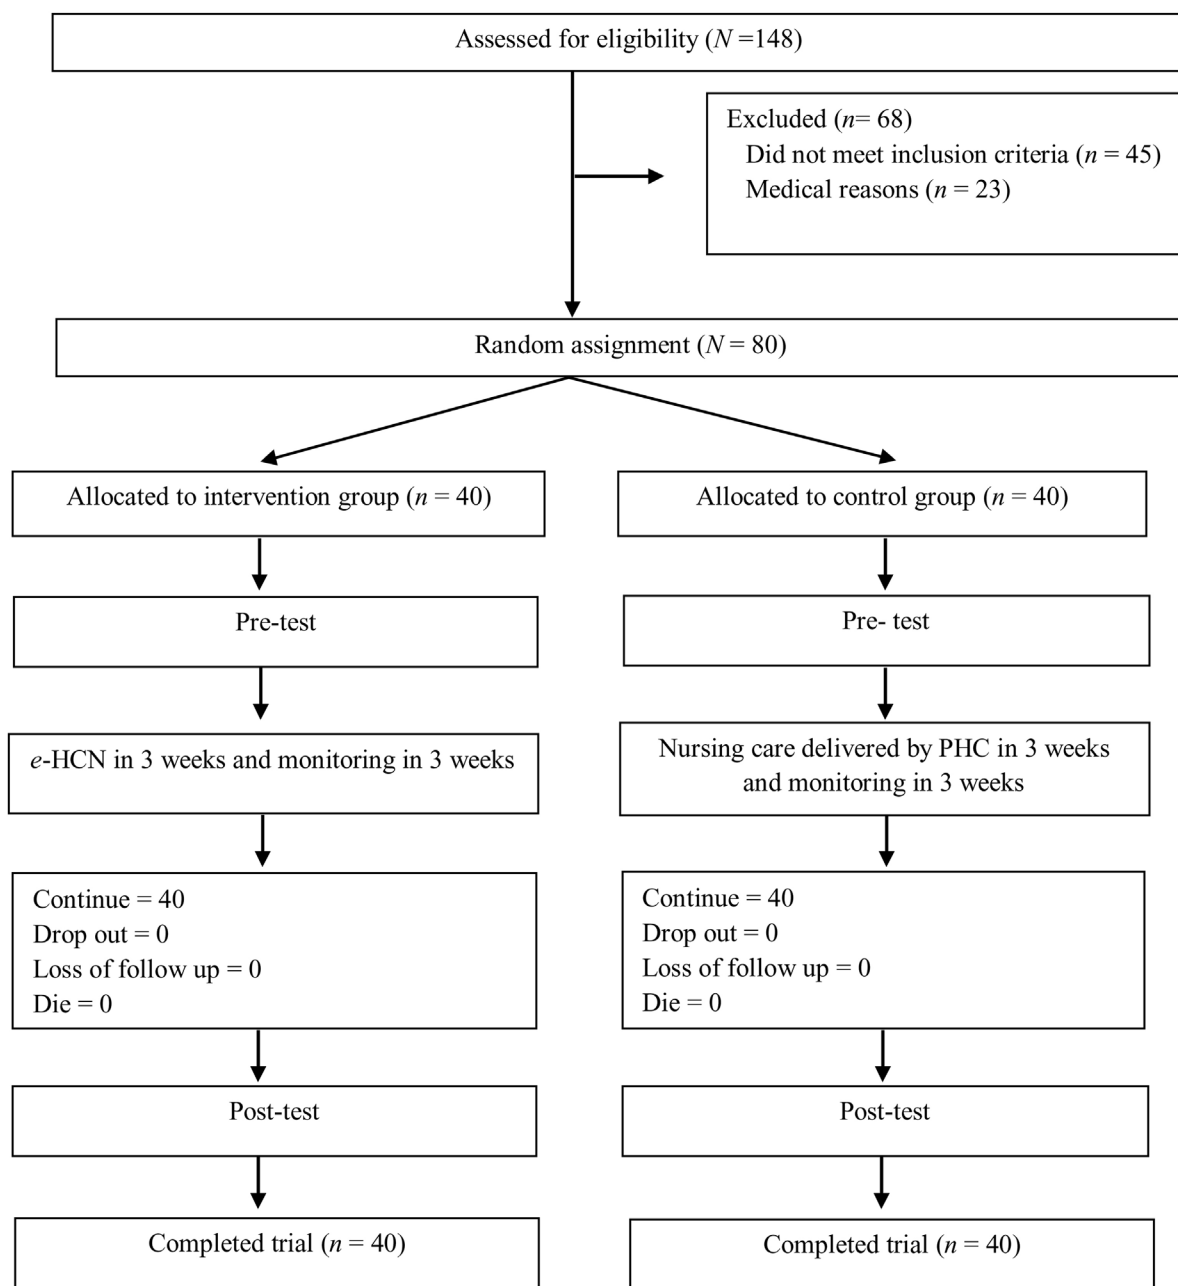 Assessed for eligibility (N =148)
Excluded (n= 68)
Did not meet inclusion criteria (n = 45)
Medical reasons (n = 23)
Random assignment (N = 80)
Allocated to intervention group (n = 40)
Allocated to control group (n = 40)
Pre-test
Pre- test
e-HCN in 3 weeks and monitoring in 3 weeks
Nursing care delivered by PHC in 3 weeks
and monitoring in 3 weeks
Continue = 40
Drop out = 0
Loss of follow up = 0
Die = 0
Continue = 40
Drop out = 0
Loss of follow up = 0
Die = 0
Post-test
Post-test
Completed trial (n = 40)
Completed trial (n = 40)